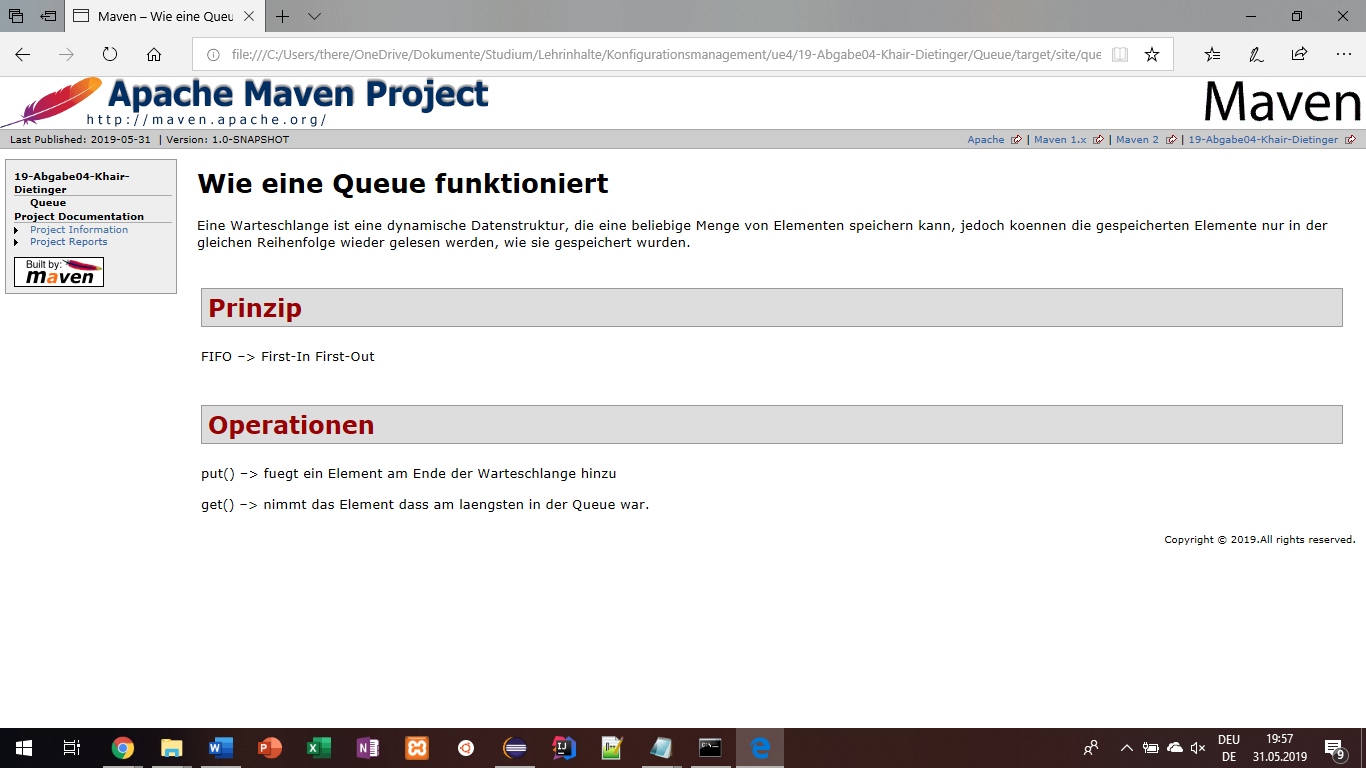 Maven – Wie eine Queu
file:///C:/Users/there/OneDrive/Dokumente/Studium/Lehrinhalte/Konfigurationsmanagement/ue4/19-Abgabe04-Khair-Dietinger/Queue/target/site/que
Apache Maven Project
http://maven.apache.org/
Maven
Last Published: 2019-05-31 | Version: 1.0-SNAPSHOT
Apache | Maven 1.x | Maven 2 | 19-Abgabe04-Khair-Dietinger
19-Abgabe04-Khair-
Dietinger
Queue
Project Documentation
Project Information
Project Reports
Built by:
maven
Wie eine Queue funktioniert
Eine Warteschlange ist eine dynamische Datenstruktur, die eine beliebige Menge von Elementen speichern kann, jedoch koennen die gespeicherten Elemente nur in der
gleichen Reihenfolge wieder gelesen werden, wie sie gespeichert wurden.
Prinzip
FIFO –> First-In First-Out
Operationen
put() –> fuegt ein Element am Ende der Warteschlange hinzu
get() –> nimmt das Element dass am laengsten in der Queue war.
Copyright © 2019.All rights reserved.
DEU
DE
19:57
31.05.2019
9